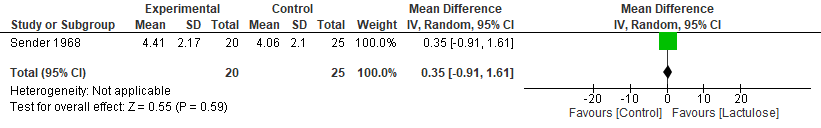 Experimental Control Mean Difference Mean Difference
Study or Subgroup Mean SD Total Mean SD Total Weight IV, Random, 95% CI IV, Random, 95% CI
Sender 1968 4.41 2.17 20 4.06 2.1 25 100.0% 0.35 [-0.91, 1.61]
Total (95% CI) 20 25 100.0% 0.35 [-0.91, 1.61]
Heterogeneity: Not applicable
Test for overall effect: Z = 0.55 (P = 0.59)
-20 -10 0 10 20
Favours [Control] Favours [Lactulose]